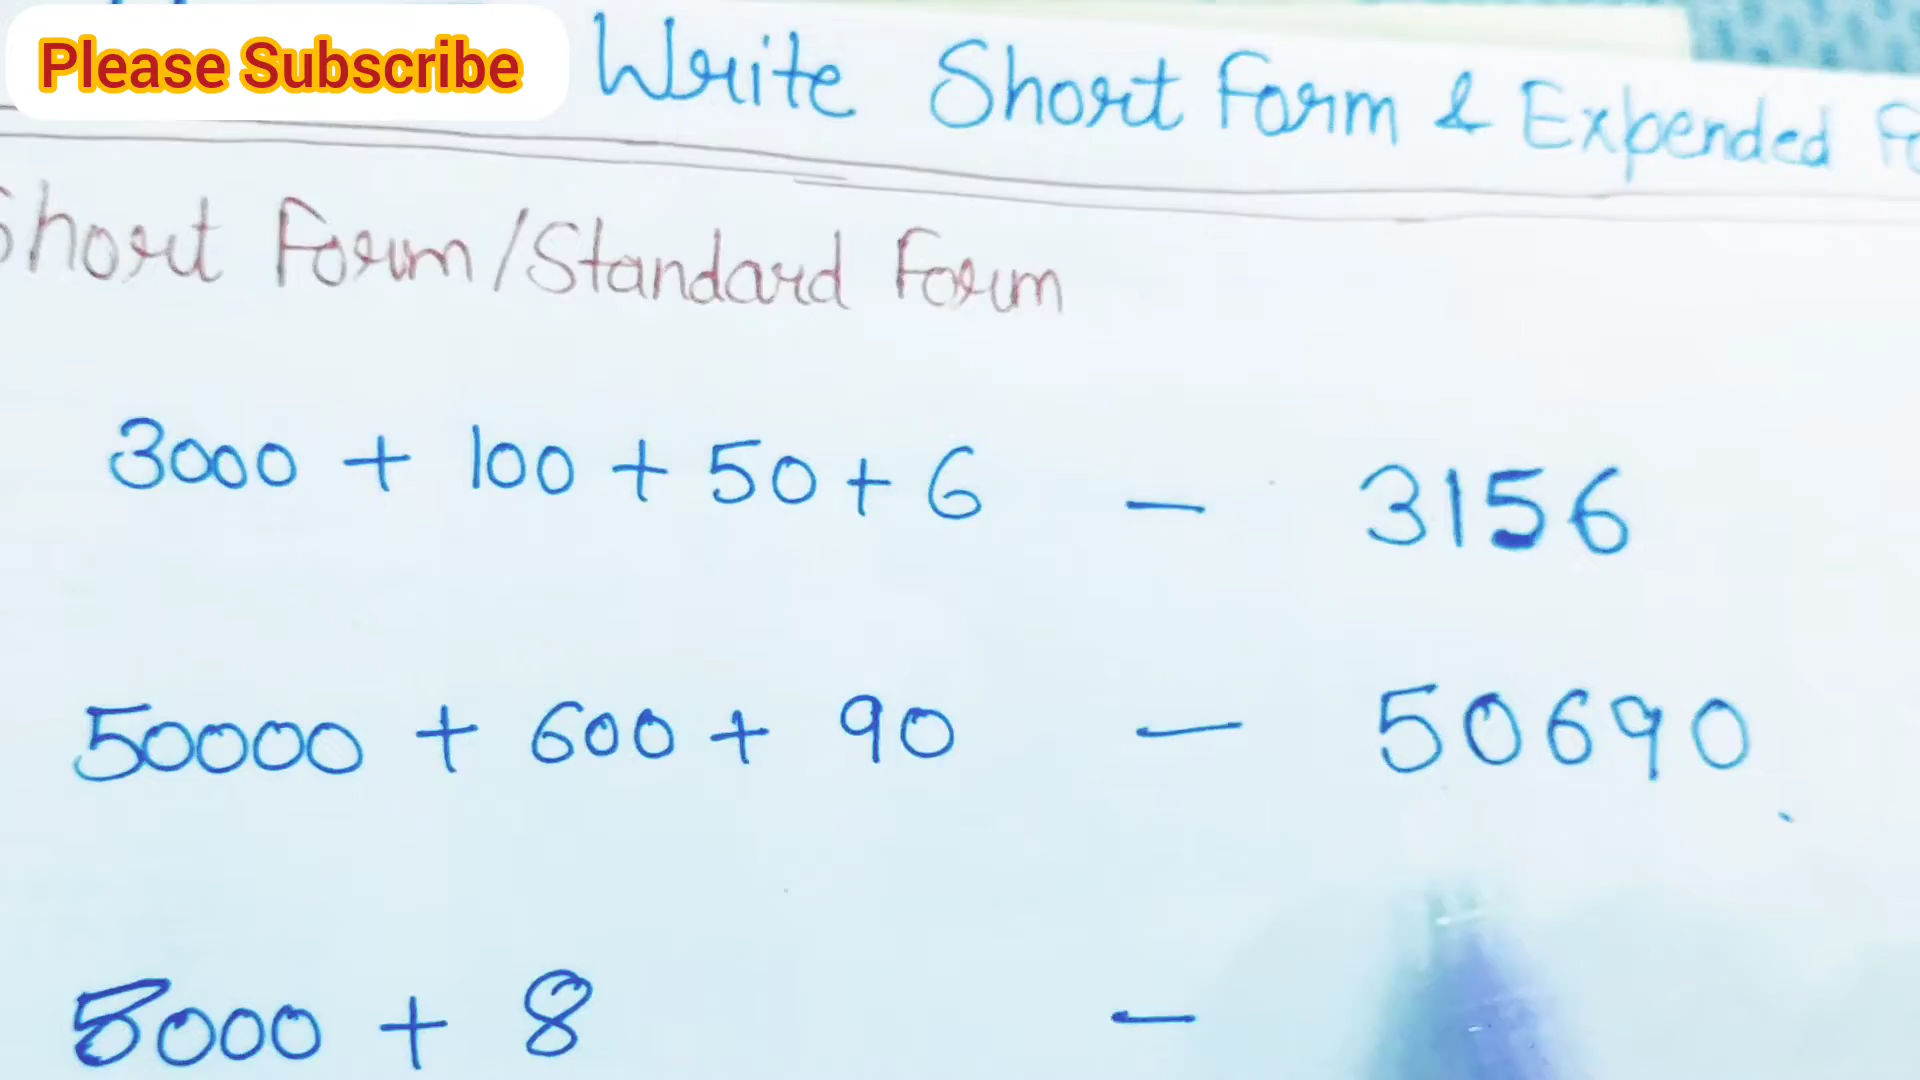 Please Subscribe
Write Short Form & Expended
Short Form/Standard Form
3000 + 100 + 50 + 6 - 3156
50000 + 600 + 90 - 50690
8000 + 8 -